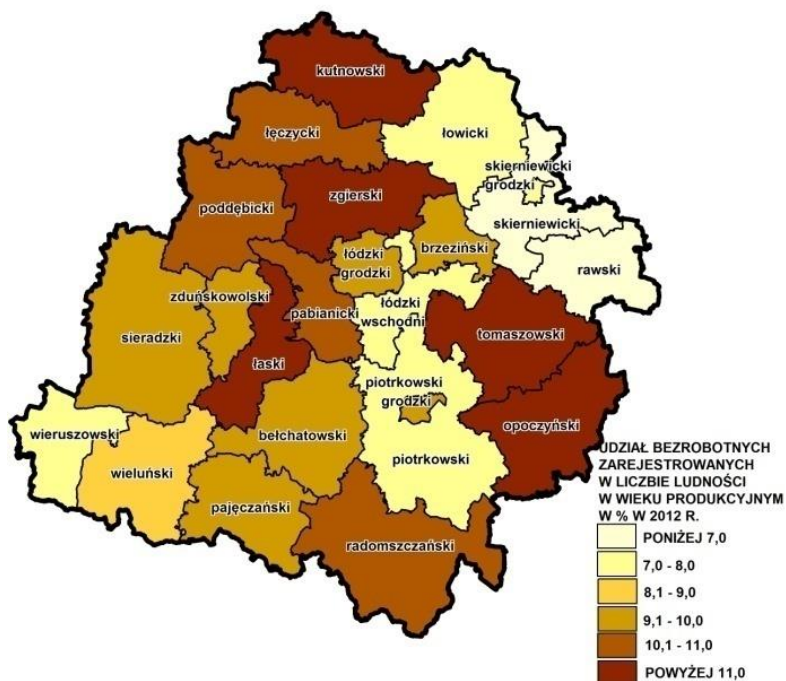 kutnowski
łęczycki
łowicki
skierniewicki
grodzki
zgierski
poddębicki
skierniewicki
łódzki
grodzki
brzeziński
rawski
zduńskowolski
pabianicki
łódzki
wschodni
tomaszowski
sieradzki
łaski
piotrkowski
grodzki
opoczyński
wieruszowski
bełchatowski
wieluński
piotrkowski
pajęczański
radomszczański
UDZIAŁ BEZROBOTNYCH
ZAREJESTROWANYCH
W LICZBIE LUDNOŚCI
W WIEKU PRODUKCYJNYM
W % W 2012 R.
PONIŻEJ 7,0
7,0 - 8,0
8,1 - 9,0
9,1 - 10,0
10,1 - 11,0
POWYŻEJ 11,0